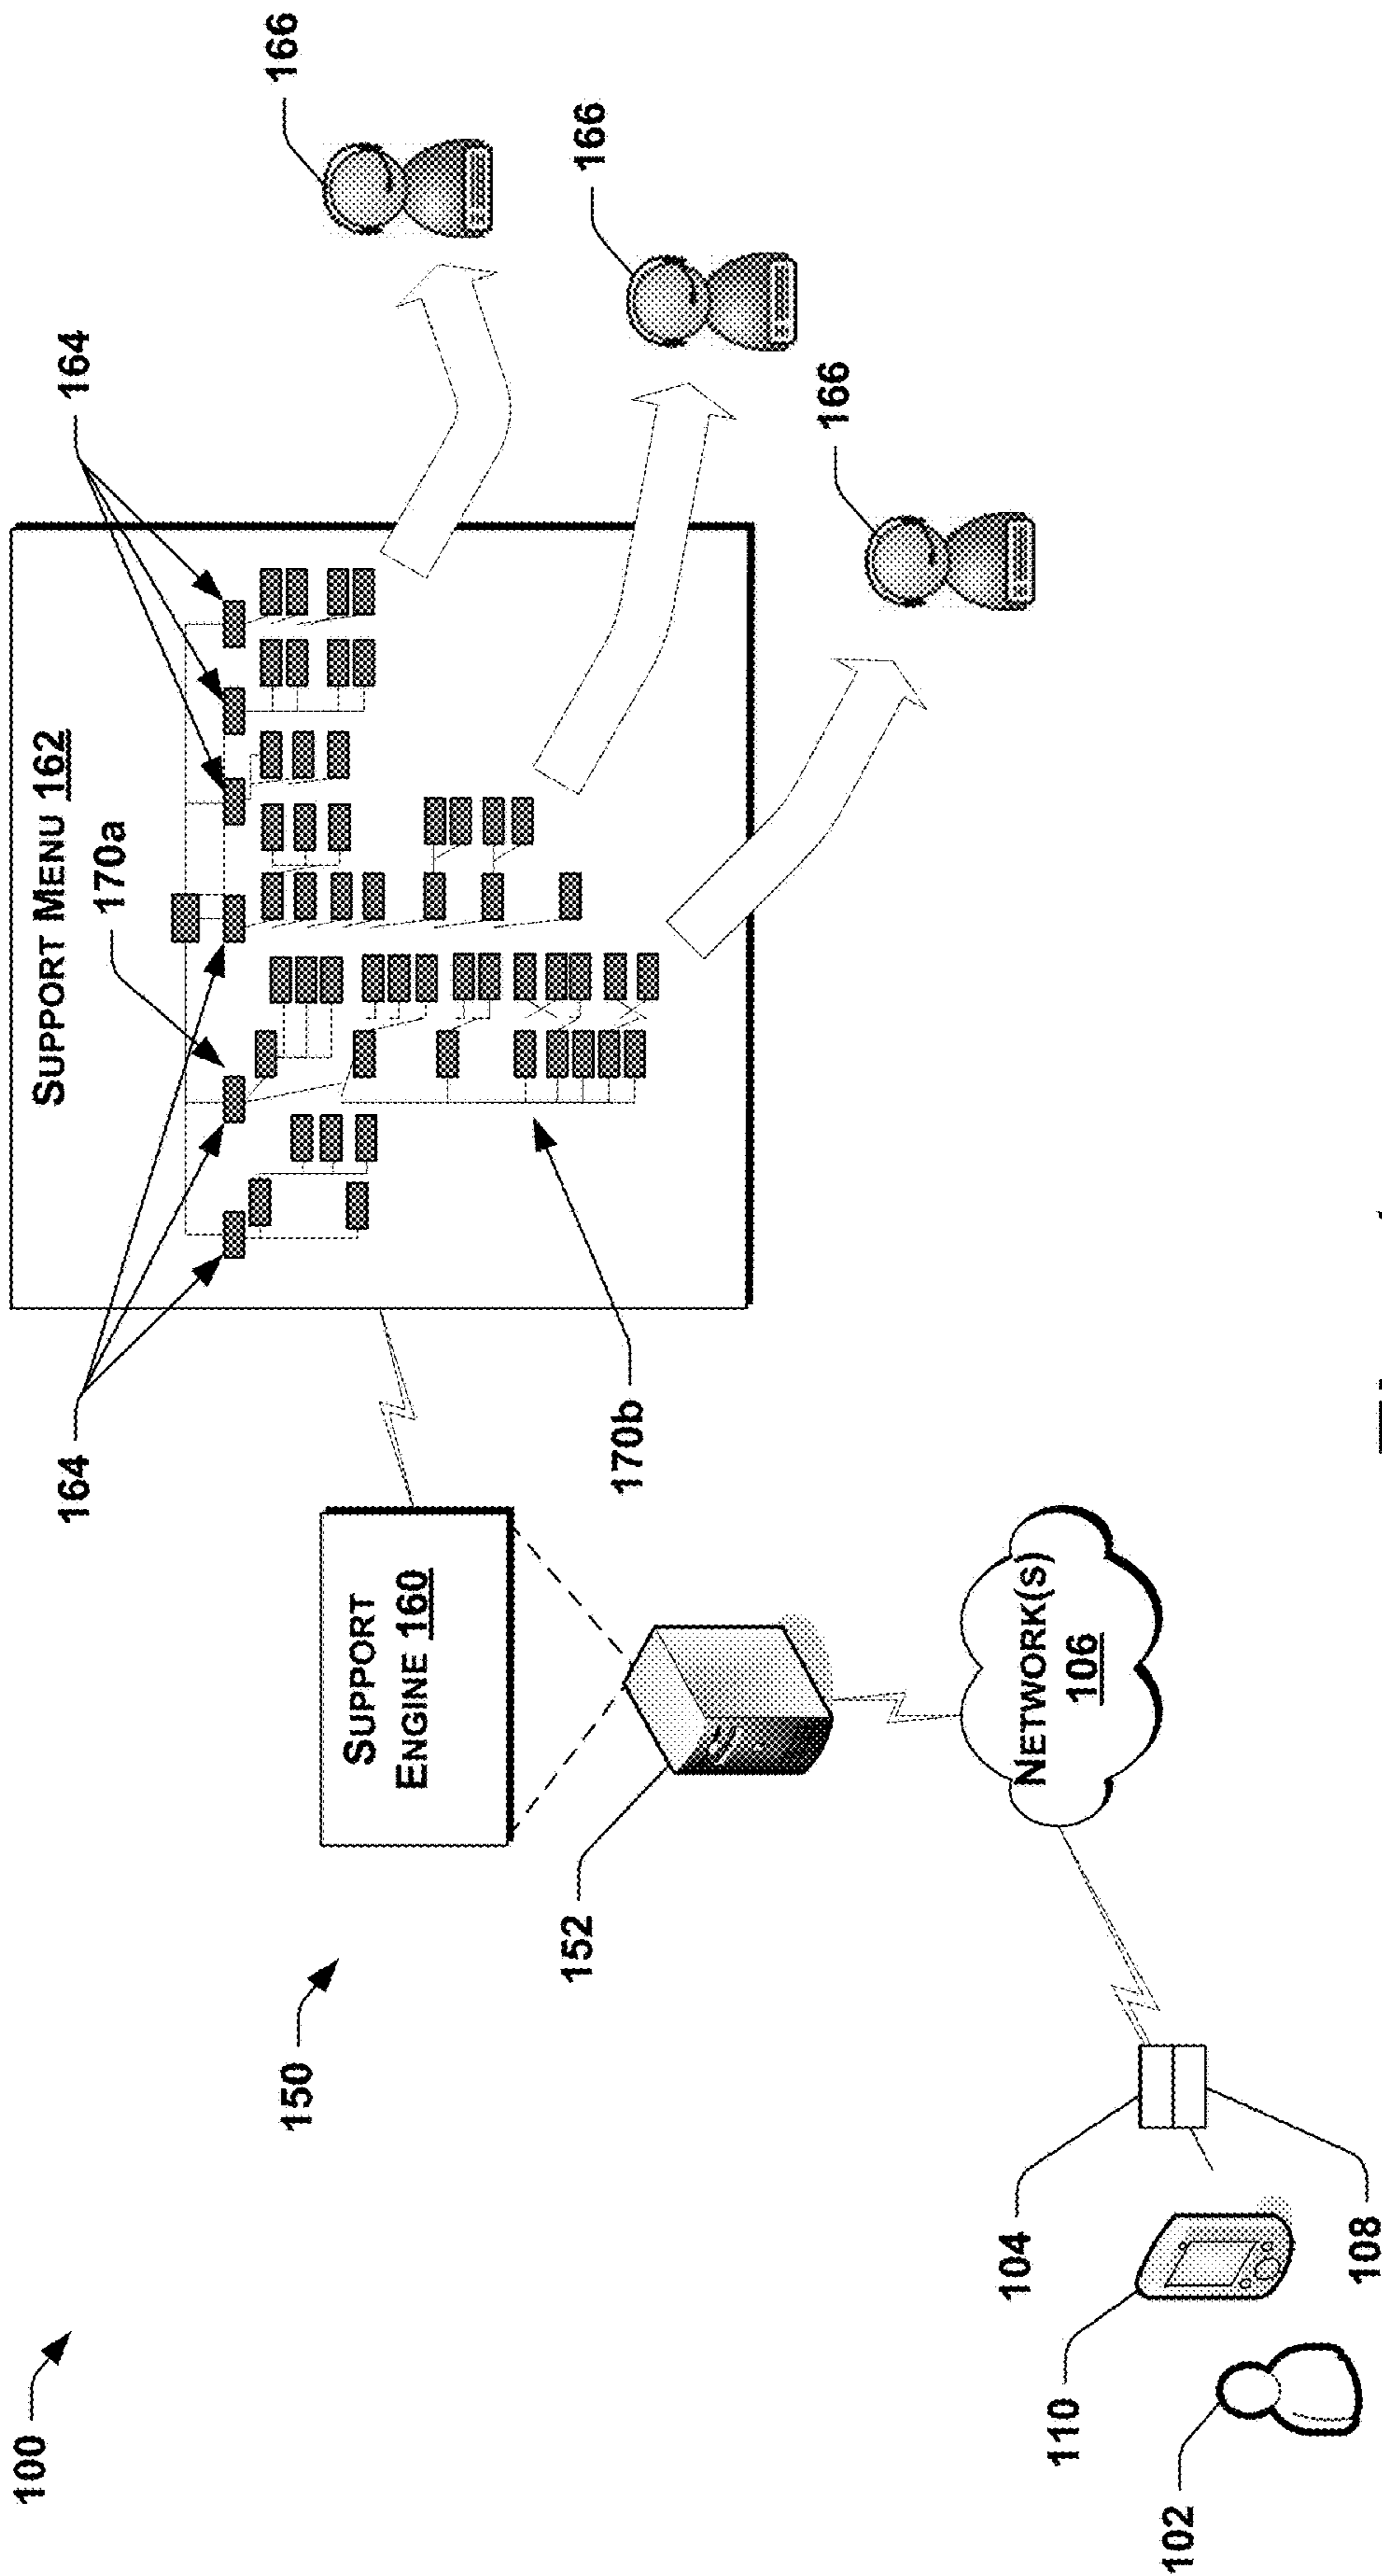 100
150
SUPPORT
ENGINE 160
152
NETWORK(S)
106
104
108
110
102
SUPPORT MENU 162
170a
170b
164
164
166
166
166